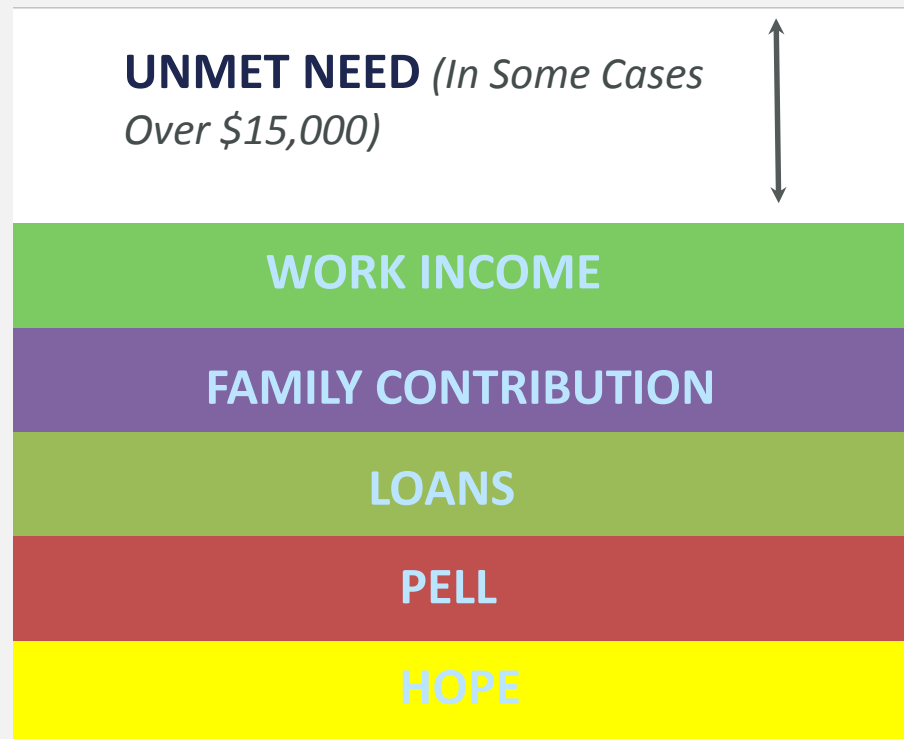 UNMET NEED (In Some Cases
Over $15,000)
WORK INCOME
FAMILY CONTRIBUTION
LOANS
PELL
HOPE